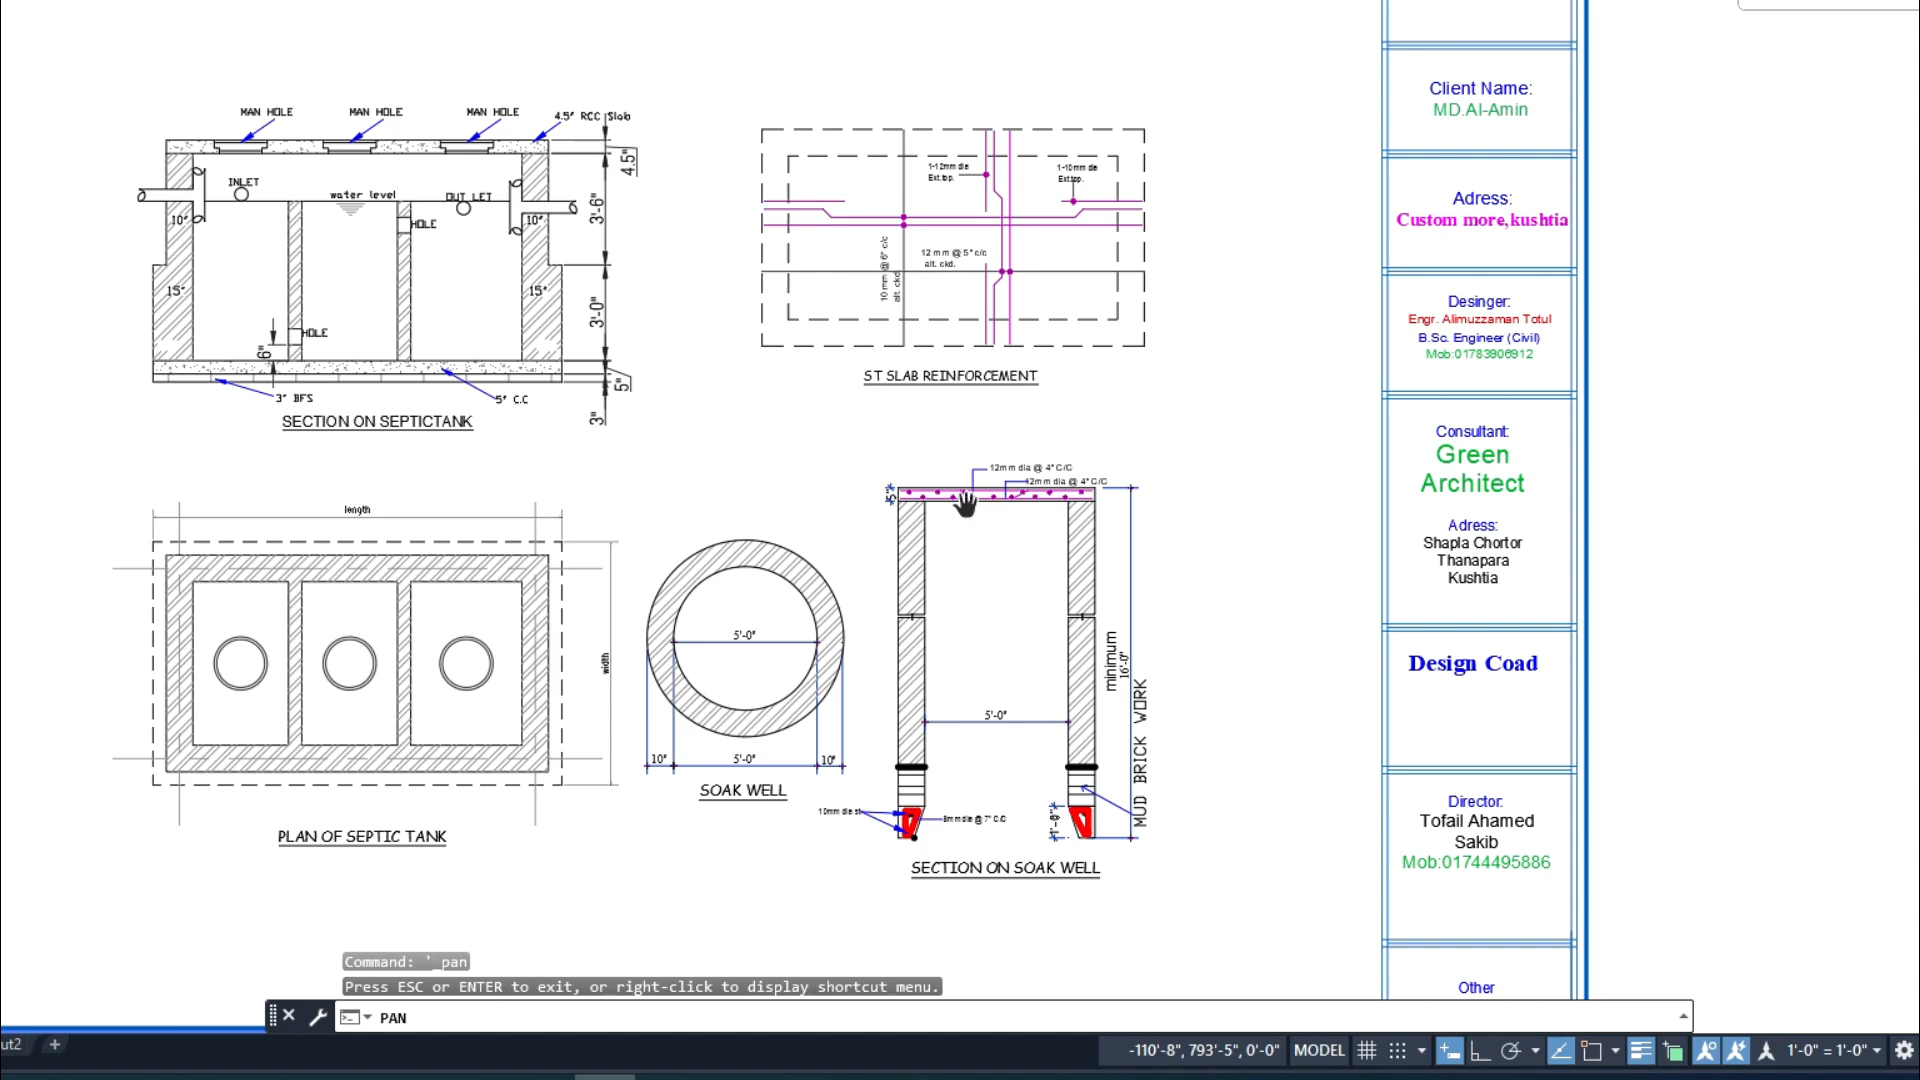 MAN HOLE
MAN HOLE
MAN HOLE
4.5" RCC Slab
4.5"
INLET
water level
OUT LET
10"
10"
HOLE
3'-6"
15"
15"
HOLE
6"
3'-0"
5"
3"
3" BFS
5" C.C
SECTION ON SEPTICTANK
1-12mm dia
Ext.top.
1-10mm dia
Ext.top.
10 mm @ 6" c/c
alt. ckd.
12 mm @ 5" c/c
alt. ckd.
ST SLAB REINFORCEMENT
length
width
PLAN OF SEPTIC TANK
5'-0"
10"
5'-0"
10"
SOAK WELL
12mm dia @ 4" C/C
12mm dia @ 4" C/C
5"
5'-0"
minimum
16'-0"
MUD BRICK WORK
10mm dia st
8mm dia @ 7" C/C
SECTION ON SOAK WELL
Client Name:
MD.Al-Amin
Adress:
Custom more,kushtia
Desinger:
Engr. Alimuzzaman Totul
B.Sc. Engineer (Civil)
Mob:01783906912
Consultant:
Green
Architect
Adress:
Shapla Chortor
Thanapara
Kushtia
Design Coad
Director:
Tofail Ahamed
Sakib
Mob:01744495886
Other
Command: '_pan
Press ESC or ENTER to exit, or right-click to display shortcut menu.
PAN
ut2
-110'-8", 793'-5", 0'-0"
MODEL
1'-0" = 1'-0"